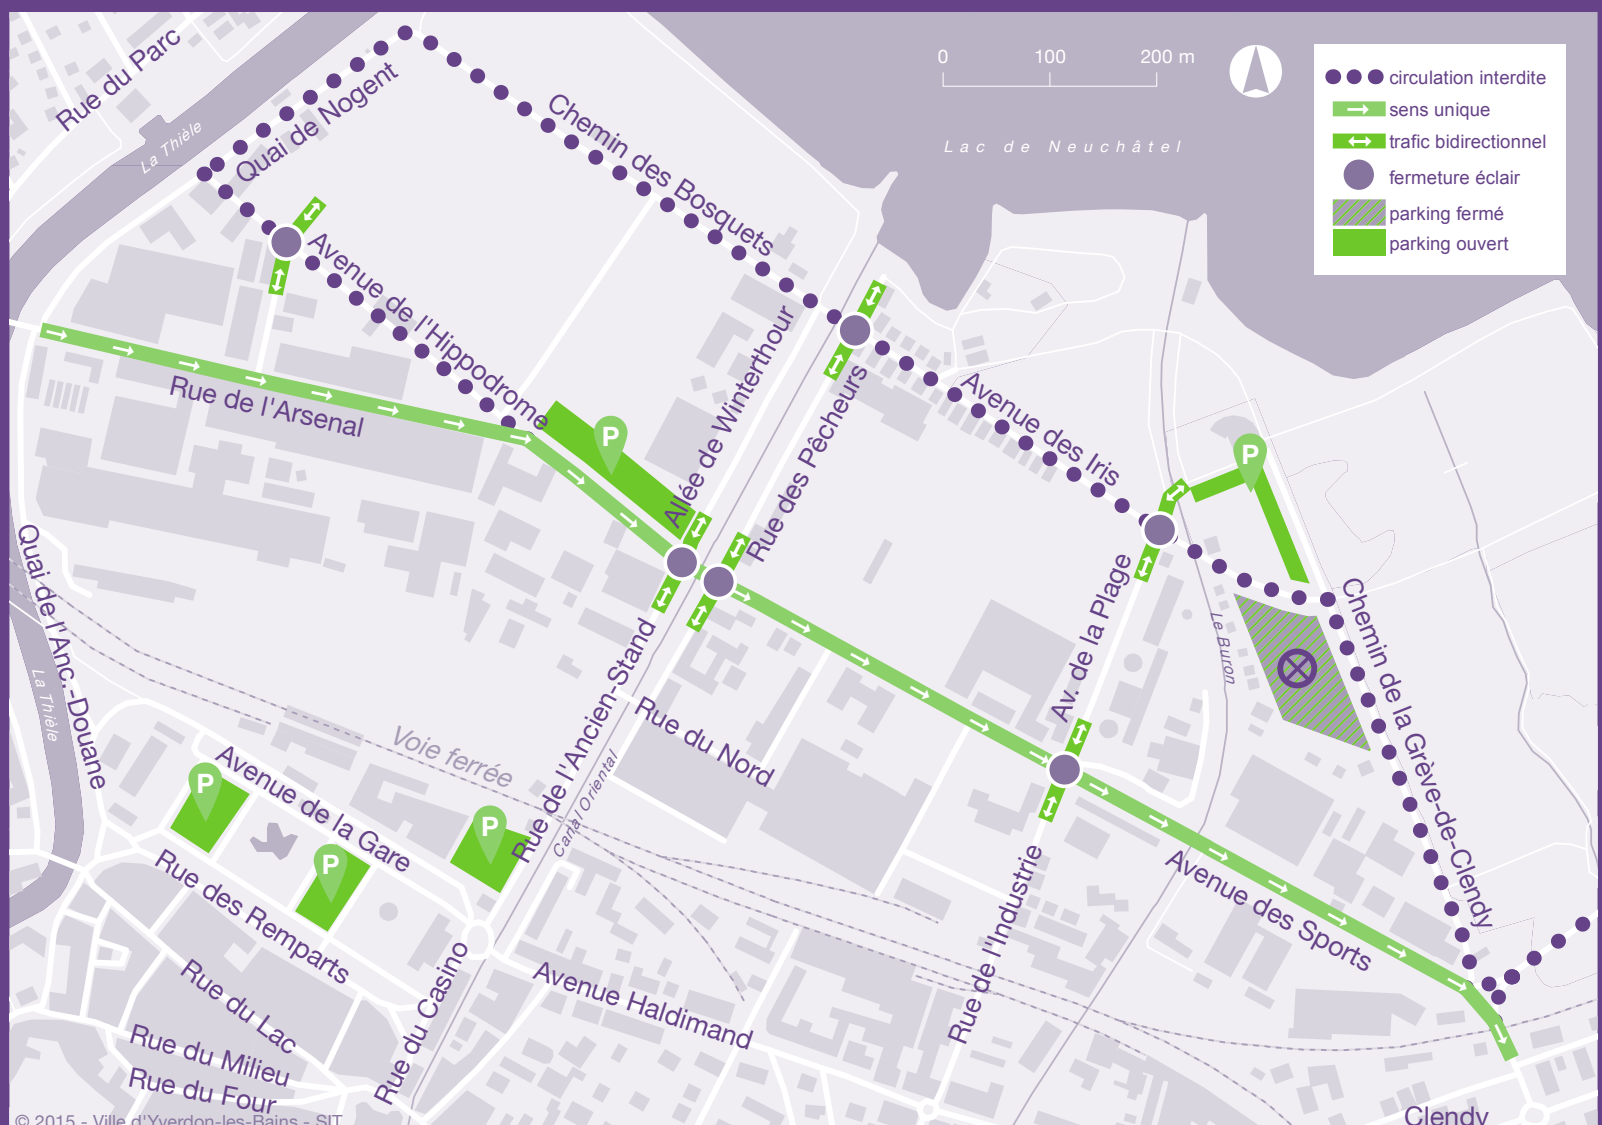 Rue du Parc
La Thièle
Quai de Nogent
Chemin des Bosquets
0 100 200 m
Lac de Neuchâtel
circulation interdite
sens unique
trafic bidirectionnel
fermeture éclair
parking fermé
parking ouvert
Avenue de l'Hippodrome
Rue de l'Arsenal
P
Allée de Winterthour
Rue des Pêcheurs
Avenue des Iris
P
Quai de l'Anc.-Douane
La Thièle
Voie ferrée
Rue de l'Ancien-Stand
Canal Oriental
Rue du Nord
Av. de la Plage
Le Buron
Chemin de la Grève-de-Clendy
P
Avenue de la Gare
P
P
Rue des Remparts
Rue du Lac
Rue du Milieu
Rue du Four
Rue du Casino
Avenue Haldimand
Rue de l'Industrie
Avenue des Sports
Clendy
© 2015 - Ville d'Yverdon-les-Bains - SIT